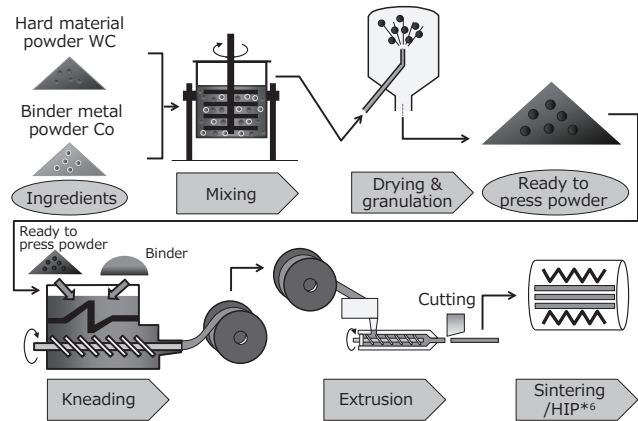 Hard material
powder WC
Binder metal
powder Co
Ingredients
Mixing
Drying &
granulation
Ready to
press powder
Ready to
press powder
Binder
Kneading
Cutting
Extrusion
Sintering
/HIP*6